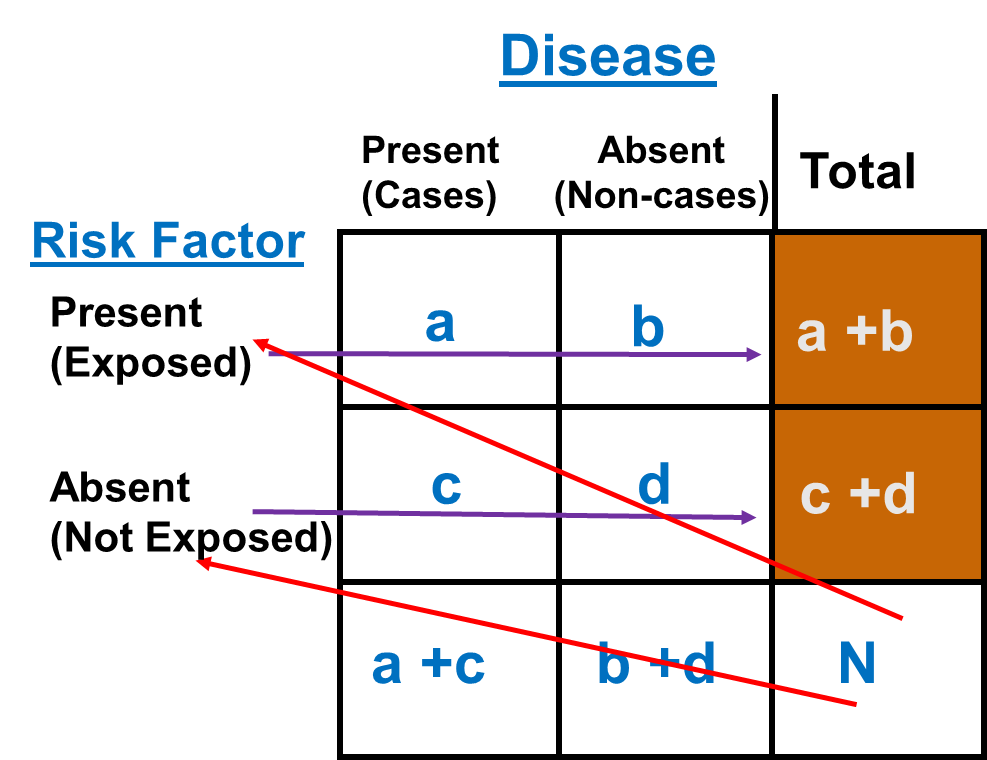 Disease
Present
(Cases)
Absent
(Non-cases)
Total
Risk Factor
Present
(Exposed)
a
b
a +b
Absent
(Not Exposed)
c
d
c +d
a +c
b +d
N